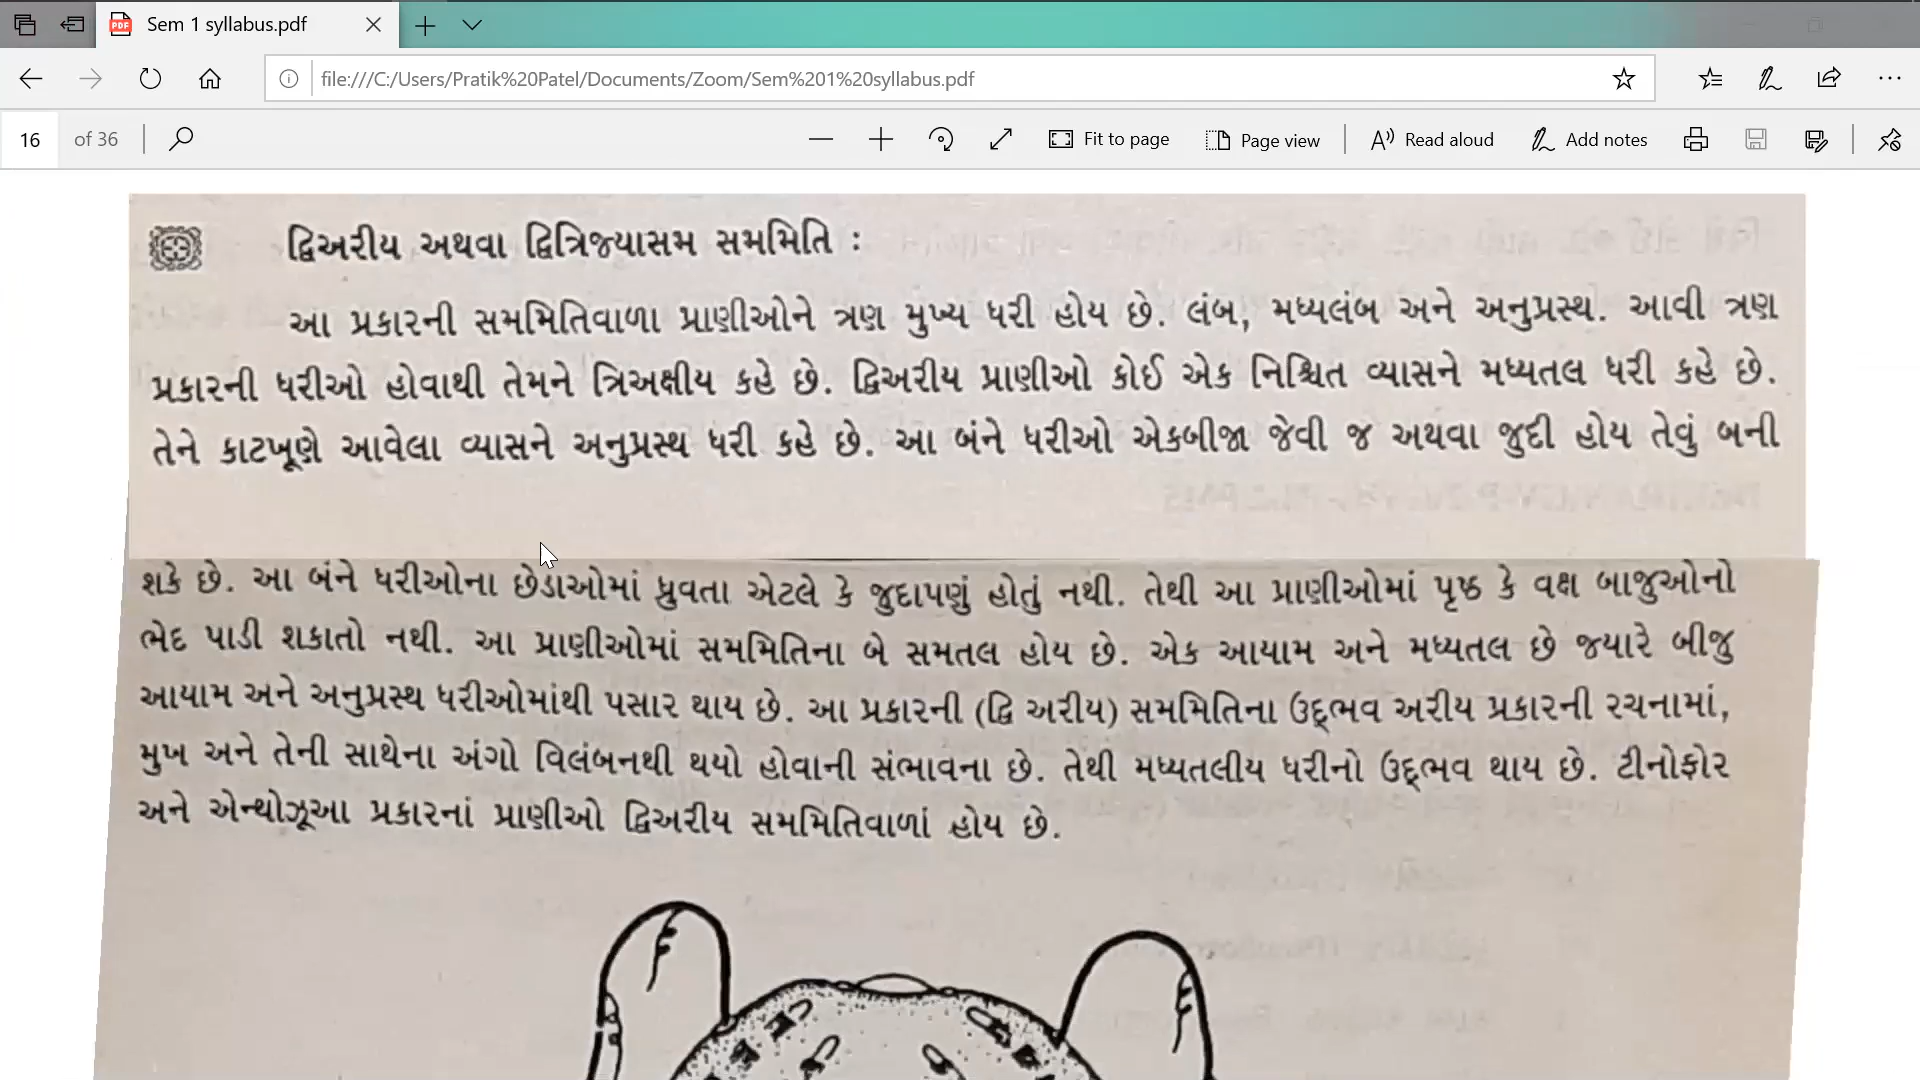 Sem 1 syllabus.pdf
file:///C:/Users/Pratik%20Patel/Documents/Zoom/Sem%201%20syllabus.pdf
16 of 36 Fit to page Page view Read aloud Add notes
દ્વિઅરીય અથવા દ્વિત્રિજ્યાસમ સમમિતિ :
આ પ્રકારની સમમિતિવાળા પ્રાણીઓને ત્રણ મુખ્ય ધરી હોય છે. લંબ, મધ્યલંબ અને અનુપ્રસ્થ. આવી ત્રણ
પ્રકારની ધરીઓ હોવાથી તેમને ત્રિઅક્ષીય કહે છે. દ્વિઅરીય પ્રાણીઓ કોઈ એક નિશ્ચિત વ્યાસને મધ્યતલ ધરી કહે છે.
તેને કાટખૂણે આવેલા વ્યાસને અનુપ્રસ્થ ધરી કહે છે. આ બંને ધરીઓ એકબીજા જેવી જ અથવા જુદી હોય તેવું બની
શકે છે. આ બંને ધરીઓના છેડાઓમાં ધ્રુવતા એટલે કે જુદાપણું હોતું નથી. તેથી આ પ્રાણીઓમાં પૃષ્ઠ કે વક્ષ બાજુઓનો
ભેદ પાડી શકાતો નથી. આ પ્રાણીઓમાં સમમિતિના બે સમતલ હોય છે. એક આયામ અને મધ્યતલ છે જયારે બીજુ
આયામ અને અનુપ્રસ્થ ધરીઓમાંથી પસાર થાય છે. આ પ્રકારની (દ્વિ અરીય) સમમિતિના ઉદ્દ્ભવ અરીય પ્રકારની રચનામાં,
મુખ અને તેની સાથેના અંગો વિલંબનથી થયો હોવાની સંભાવના છે. તેથી મધ્યતલીય ધરીનો ઉદ્દ્ભવ થાય છે. ટીનોફોર
અને એન્થોઝૂઆ પ્રકારનાં પ્રાણીઓ દ્વિઅરીય સમમિતિવાળાં હોય છે.